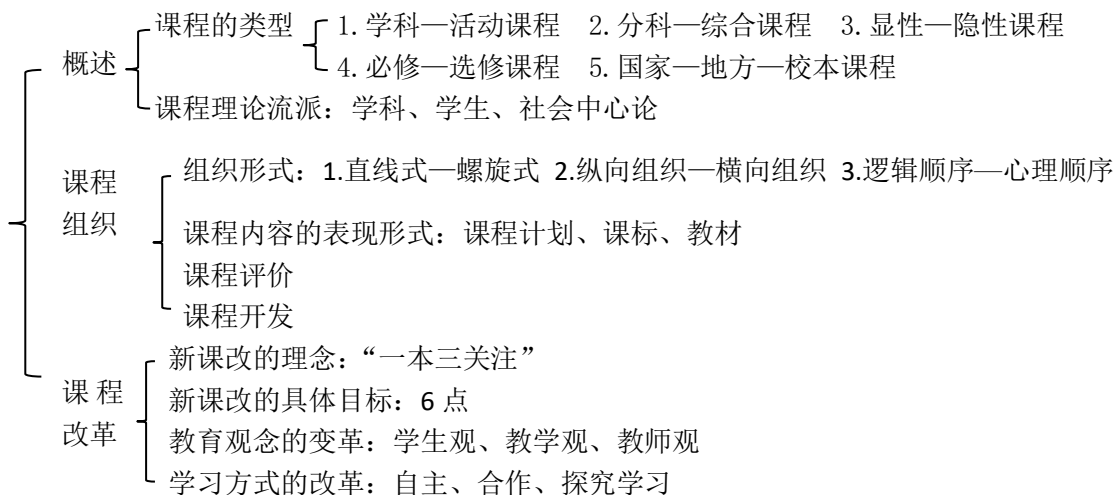 课程的类型
1. 学科—活动课程 2. 分科—综合课程 3. 显性—隐性课程
概述
4. 必修—选修课程 5. 国家—地方—校本课程
课程理论流派：学科、学生、社会中心论
课程
组织
组织形式：1.直线式—螺旋式 2.纵向组织—横向组织 3.逻辑顺序—心理顺序
课程内容的表现形式：课程计划、课标、教材
课程评价
课程开发
课 程
改革
新课改的理念：“一本三关注”
新课改的具体目标：6 点
教育观念的变革：学生观、教学观、教师观
学习方式的改革：自主、合作、探究学习